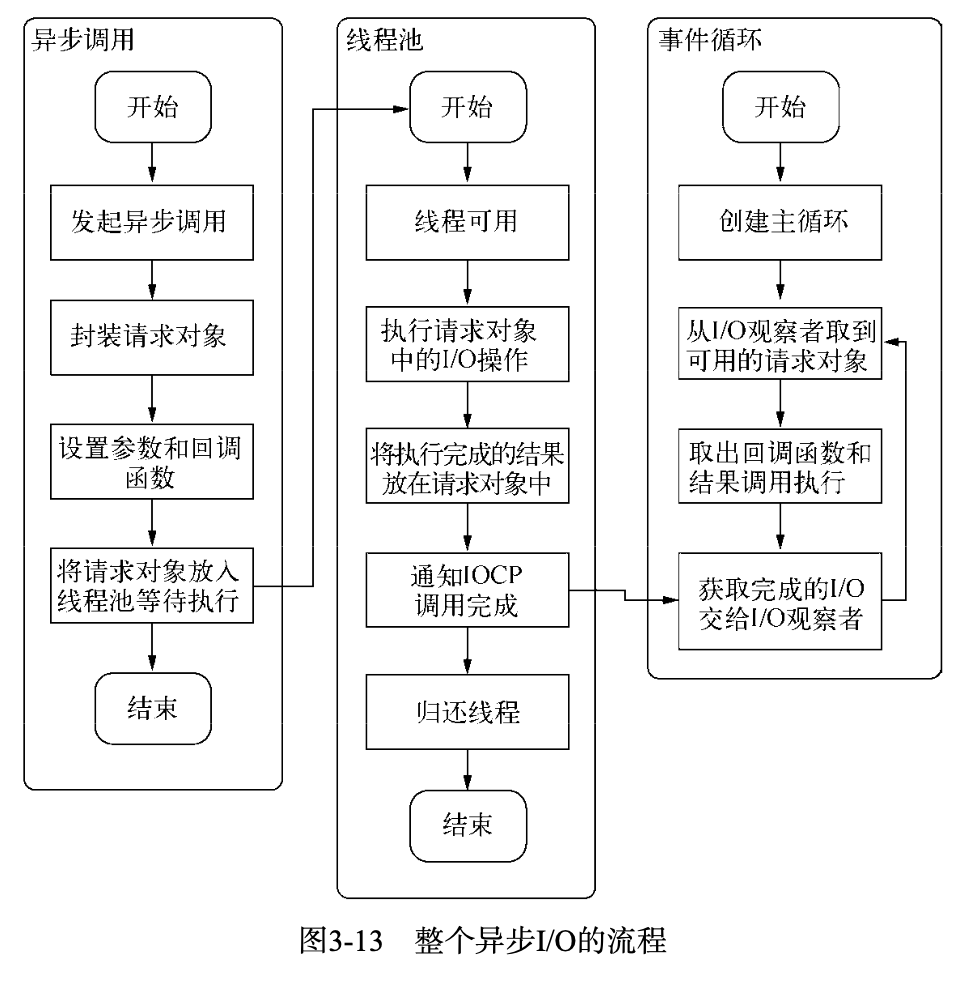 异步调用
开始
发起异步调用
封装请求对象
设置参数和回调
函数
将请求对象放入
线程池等待执行
结束
线程池
开始
线程可用
执行请求对象
中的I/O操作
将执行完成的结果
放在请求对象中
通知IOCP
调用完成
归还线程
结束
事件循环
开始
创建主循环
从I/O观察者取到
可用的请求对象
取出回调函数和
结果调用执行
获取完成的I/O
交给I/O观察者
图3-13 整个异步I/O的流程